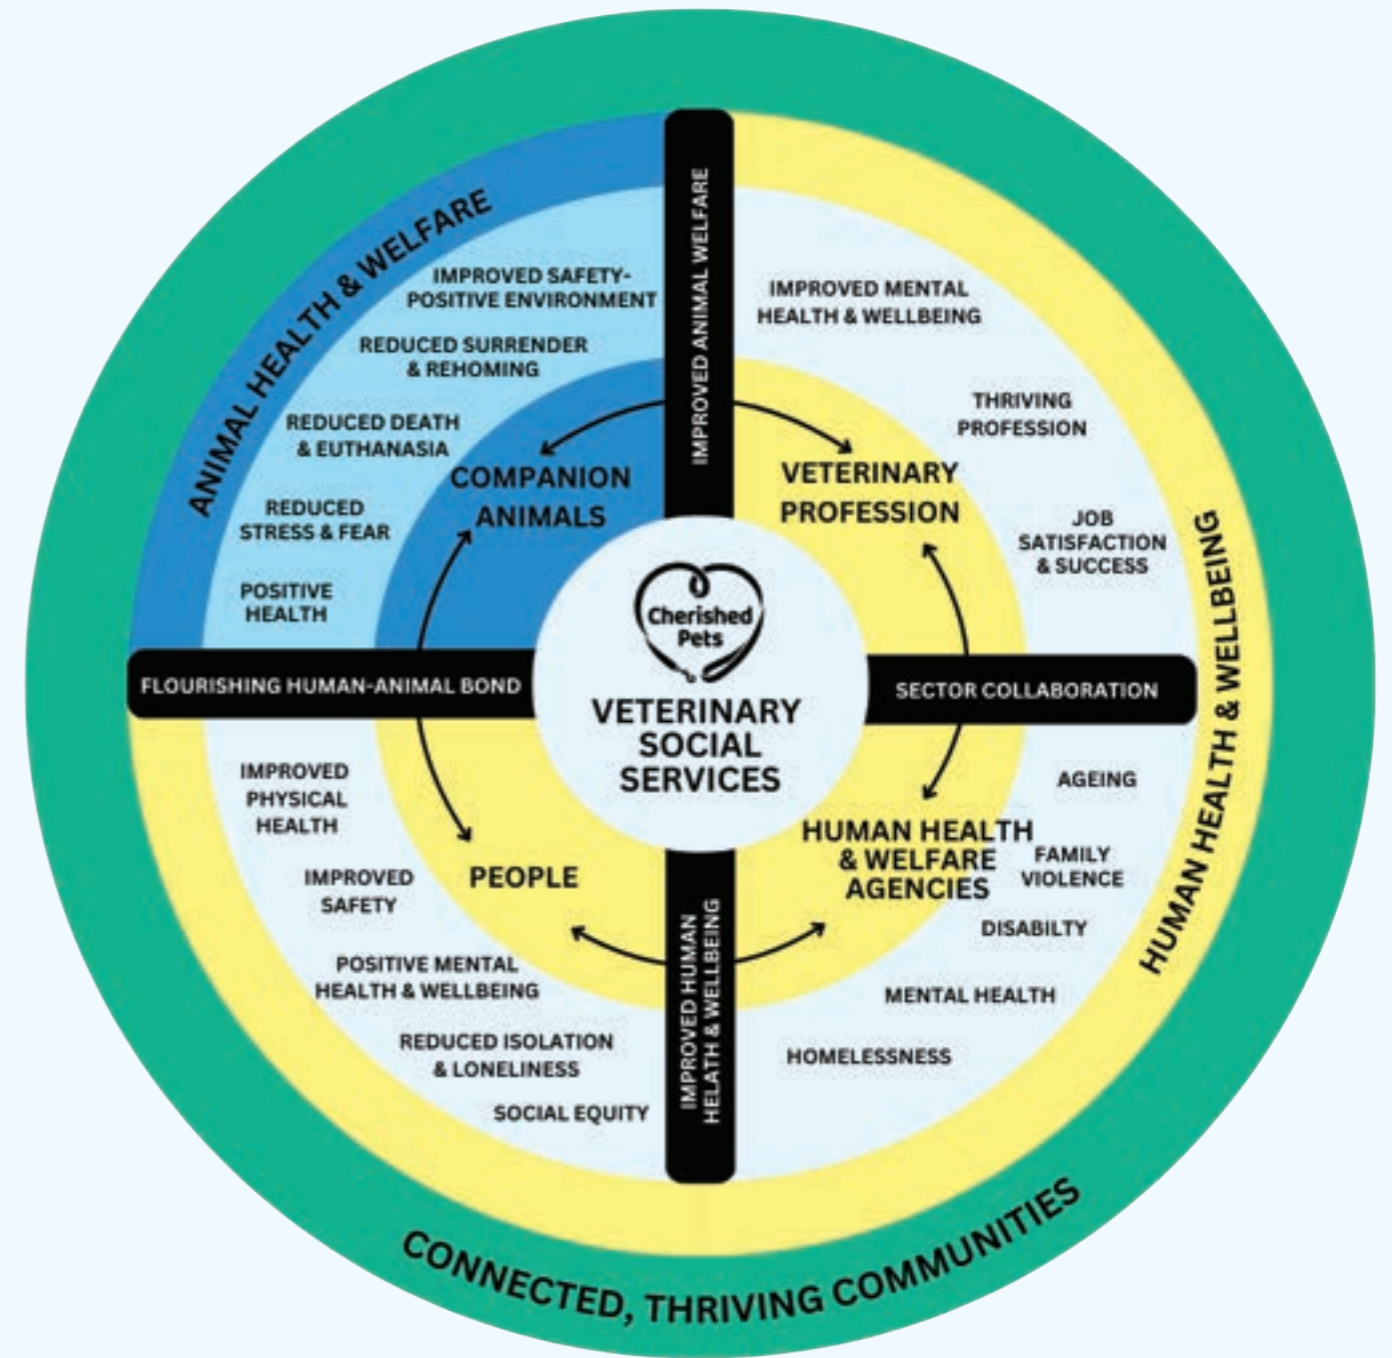 ANIMAL HEALTH & WELFARE
IMPROVED SAFETY-
POSITIVE ENVIRONMENT
REDUCED SURRENDER
& REHOMING
REDUCED DEATH
& EUTHANASIA
REDUCED
STRESS & FEAR
POSITIVE
HEALTH
COMPANION
ANIMALS
IMPROVED ANIMAL WELFARE
IMPROVED MENTAL
HEALTH & WELLBEING
THRIVING
PROFESSION
JOB
SATISFACTION
& SUCCESS
VETERINARY
PROFESSION
FLOURISHING HUMAN-ANIMAL BOND
Cherished
Pets
VETERINARY
SOCIAL
SERVICES
SECTOR COLLABORATION
HUMAN HEALTH & WELLBEING
IMPROVED
PHYSICAL
HEALTH
IMPROVED
SAFETY
POSITIVE MENTAL
HEALTH & WELLBEING
REDUCED ISOLATION
& LONELINESS
SOCIAL EQUITY
PEOPLE
IMPROVED HUMAN
HELATH & WELLBEING
HUMAN HEALTH
& WELFARE
AGENCIES
AGEING
FAMILY
VIOLENCE
DISABILTY
MENTAL HEALTH
HOMELESSNESS
CONNECTED, THRIVING COMMUNITIES